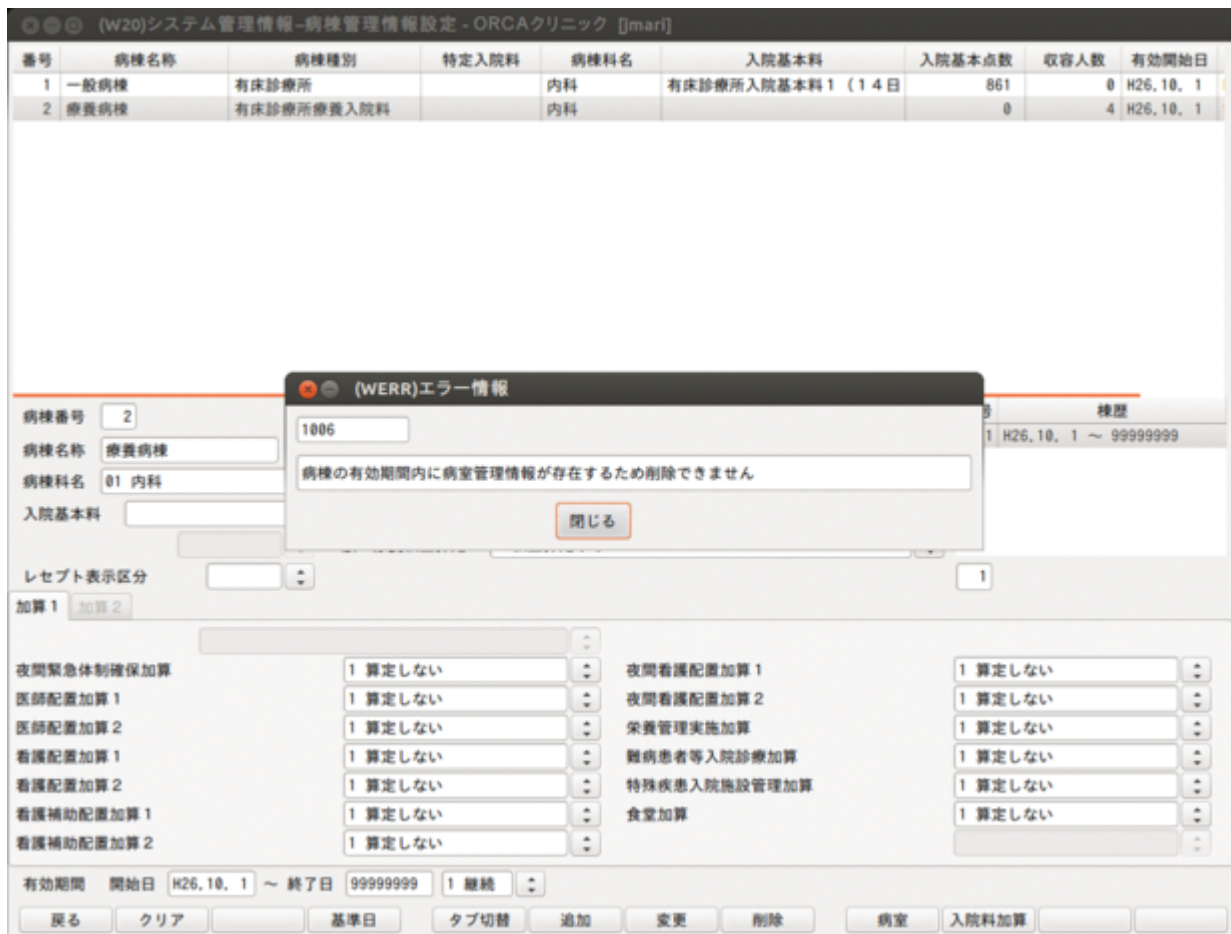 (W20)システム管理情報-病棟管理情報設定 - ORCAクリニック [jmari]
番号 病棟名称 病棟種別 特定入院料 病棟科名 入院基本料 入院基本点数 収容人数 有効開始日
1 一般病棟 有床診療所 内科 有床診療所入院基本料1（14日 861 0 H26.10. 1
2 療養病棟 有床診療所療養入院料 内科 0 4 H26.10. 1
(WERR)エラー情報
1006
病棟の有効期間内に病室管理情報が存在するため削除できません
閉じる
病棟番号 2
号 棟歴
病棟名称 療養病棟
1 H26.10. 1 ～ 99999999
病棟科名 01 内科
入院基本料
レセプト表示区分 1
加算1 加算2
夜間緊急体制確保加算 1 算定しない 夜間看護配置加算1 1 算定しない
医師配置加算1 1 算定しない 夜間看護配置加算2 1 算定しない
医師配置加算2 1 算定しない 栄養管理実施加算 1 算定しない
看護配置加算1 1 算定しない 難病患者等入院診療加算 1 算定しない
看護配置加算2 1 算定しない 特殊疾患入院施設管理加算 1 算定しない
看護補助配置加算1 1 算定しない 食堂加算 1 算定しない
看護補助配置加算2 1 算定しない
有効期間 開始日 H26.10. 1 ～ 終了日 99999999 1 継続
戻る クリア 基準日 タブ切替 追加 変更 削除 病室 入院料加算